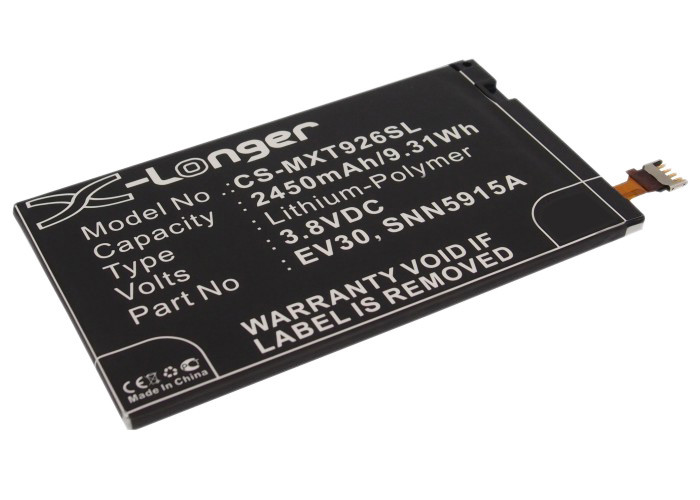 X-Longer
Model No : CS-MXT926SL
Capacity : 2450mAh/9.31Wh
Type : Lithium-Polymer
Volts : 3.8VDC
Part No : EV30, SNN5915A
WARRANTY VOID IF
LABEL IS REMOVED
CE
Made In China